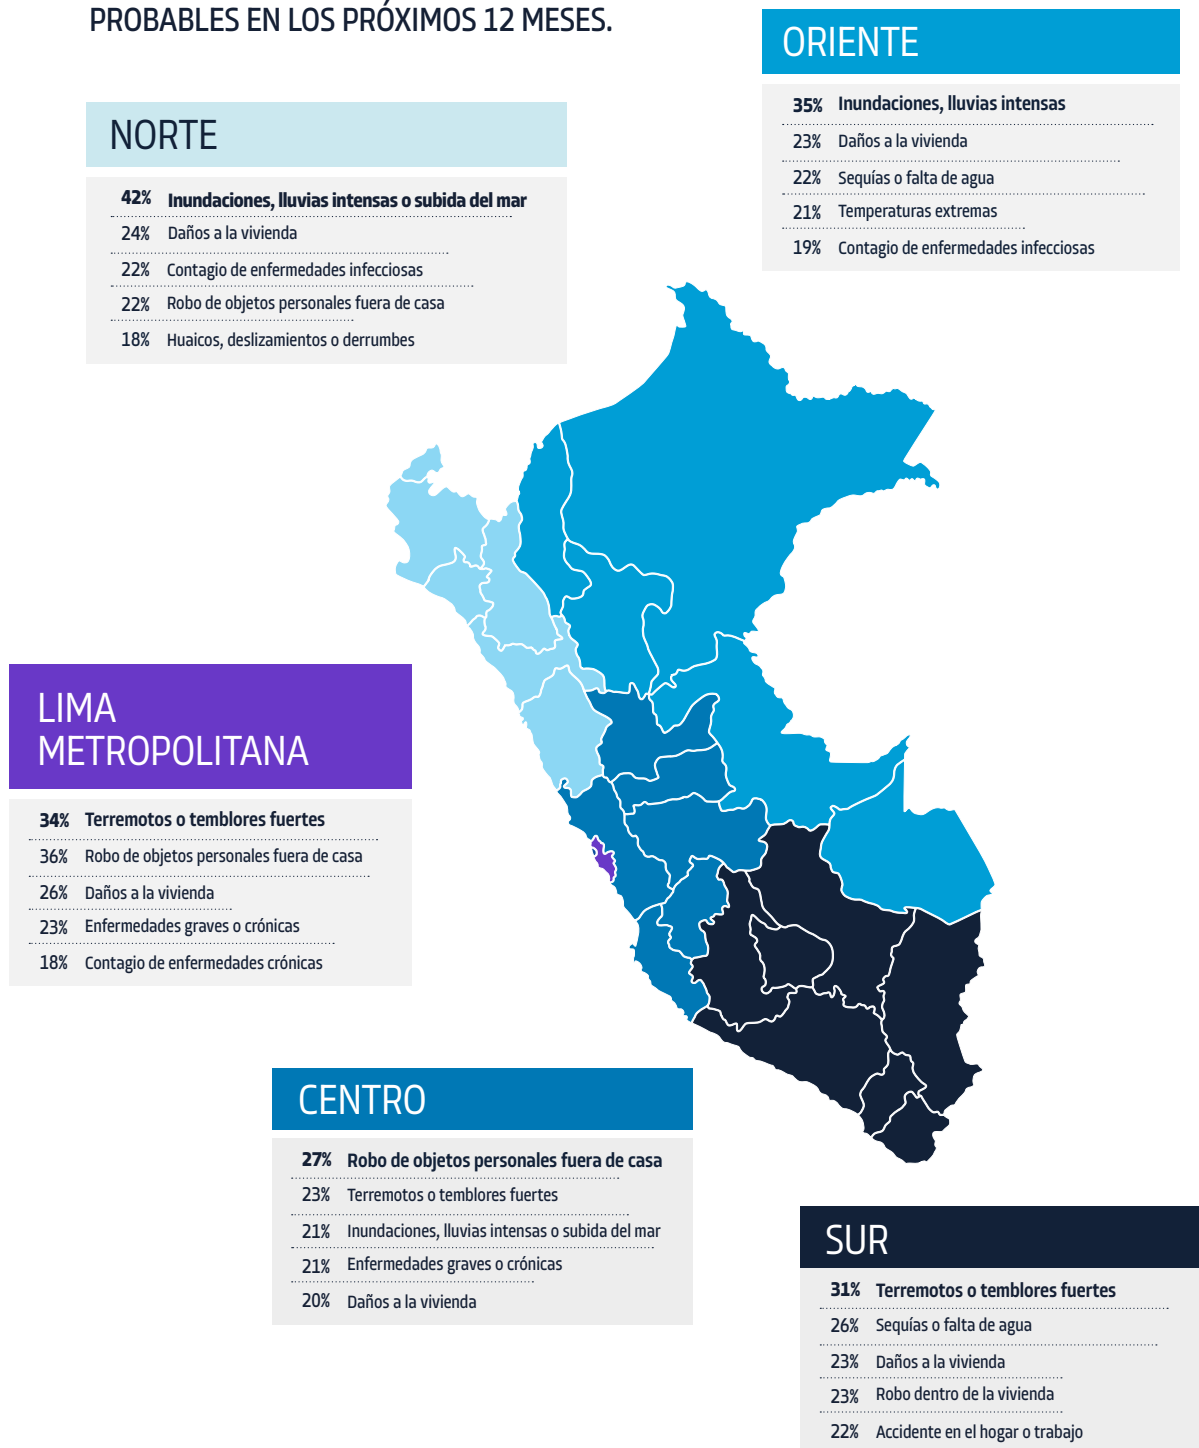 PROBABLES EN LOS PRÓXIMOS 12 MESES.
ORIENTE
35% Inundaciones, lluvias intensas
23% Daños a la vivienda
22% Sequías o falta de agua
21% Temperaturas extremas
19% Contagio de enfermedades infecciosas
NORTE
42% Inundaciones, lluvias intensas o subida del mar
24% Daños a la vivienda
22% Contagio de enfermedades infecciosas
22% Robo de objetos personales fuera de casa
18% Huaicos, deslizamientos o derrumbes
LIMA
METROPOLITANA
34% Terremotos o temblores fuertes
36% Robo de objetos personales fuera de casa
26% Daños a la vivienda
23% Enfermedades graves o crónicas
18% Contagio de enfermedades crónicas
CENTRO
27% Robo de objetos personales fuera de casa
23% Terremotos o temblores fuertes
21% Inundaciones, lluvias intensas o subida del mar
21% Enfermedades graves o crónicas
20% Daños a la vivienda
SUR
31% Terremotos o temblores fuertes
26% Sequías o falta de agua
23% Daños a la vivienda
23% Robo dentro de la vivienda
22% Accidente en el hogar o trabajo